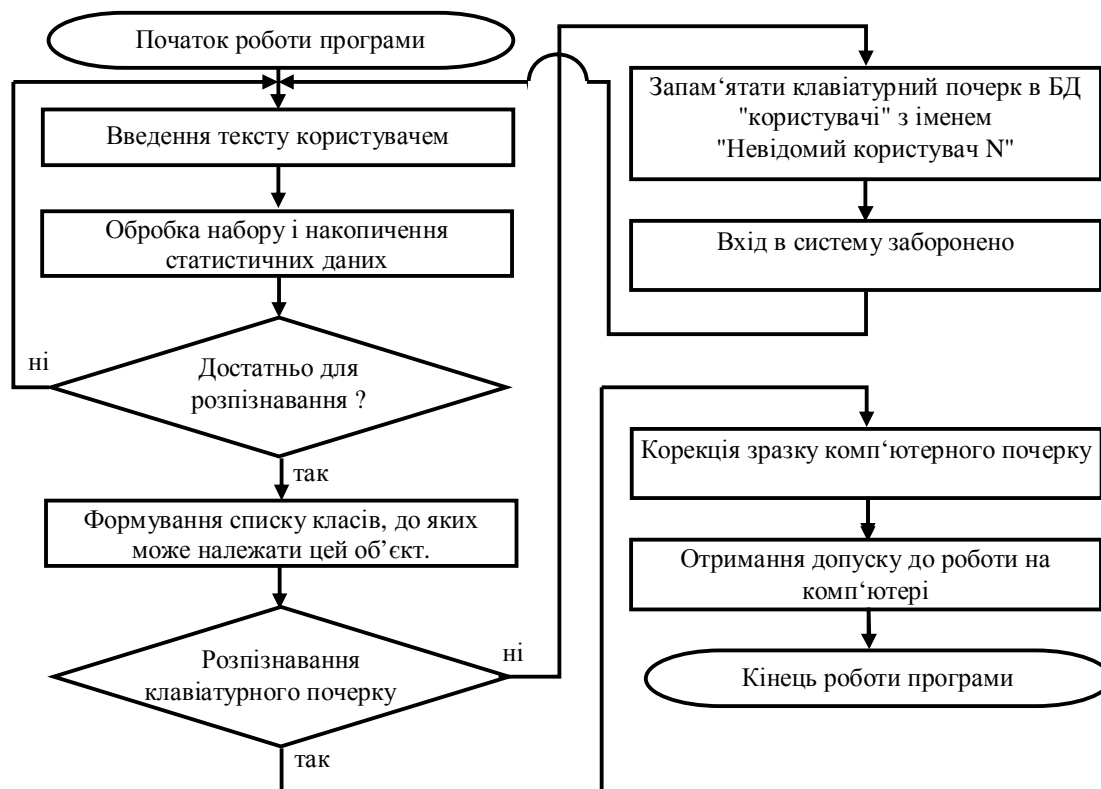 Початок роботи програми
Введення тексту користувачем
Обробка набору і накопичення
статистичних даних
ні
Достатньо для
розпізнавання ?
так
Формування списку класів, до яких
може належати цей об’єкт.
Розпізнавання
клавіатурного почерку
ні
так
Запам‘ятати клавіатурний почерк в БД
"користувачі" з іменем
"Невідомий користувач N"
Вхід в систему заборонено
Корекція зразку комп‘ютерного почерку
Отримання допуску до роботи на
комп‘ютері
Кінець роботи програми